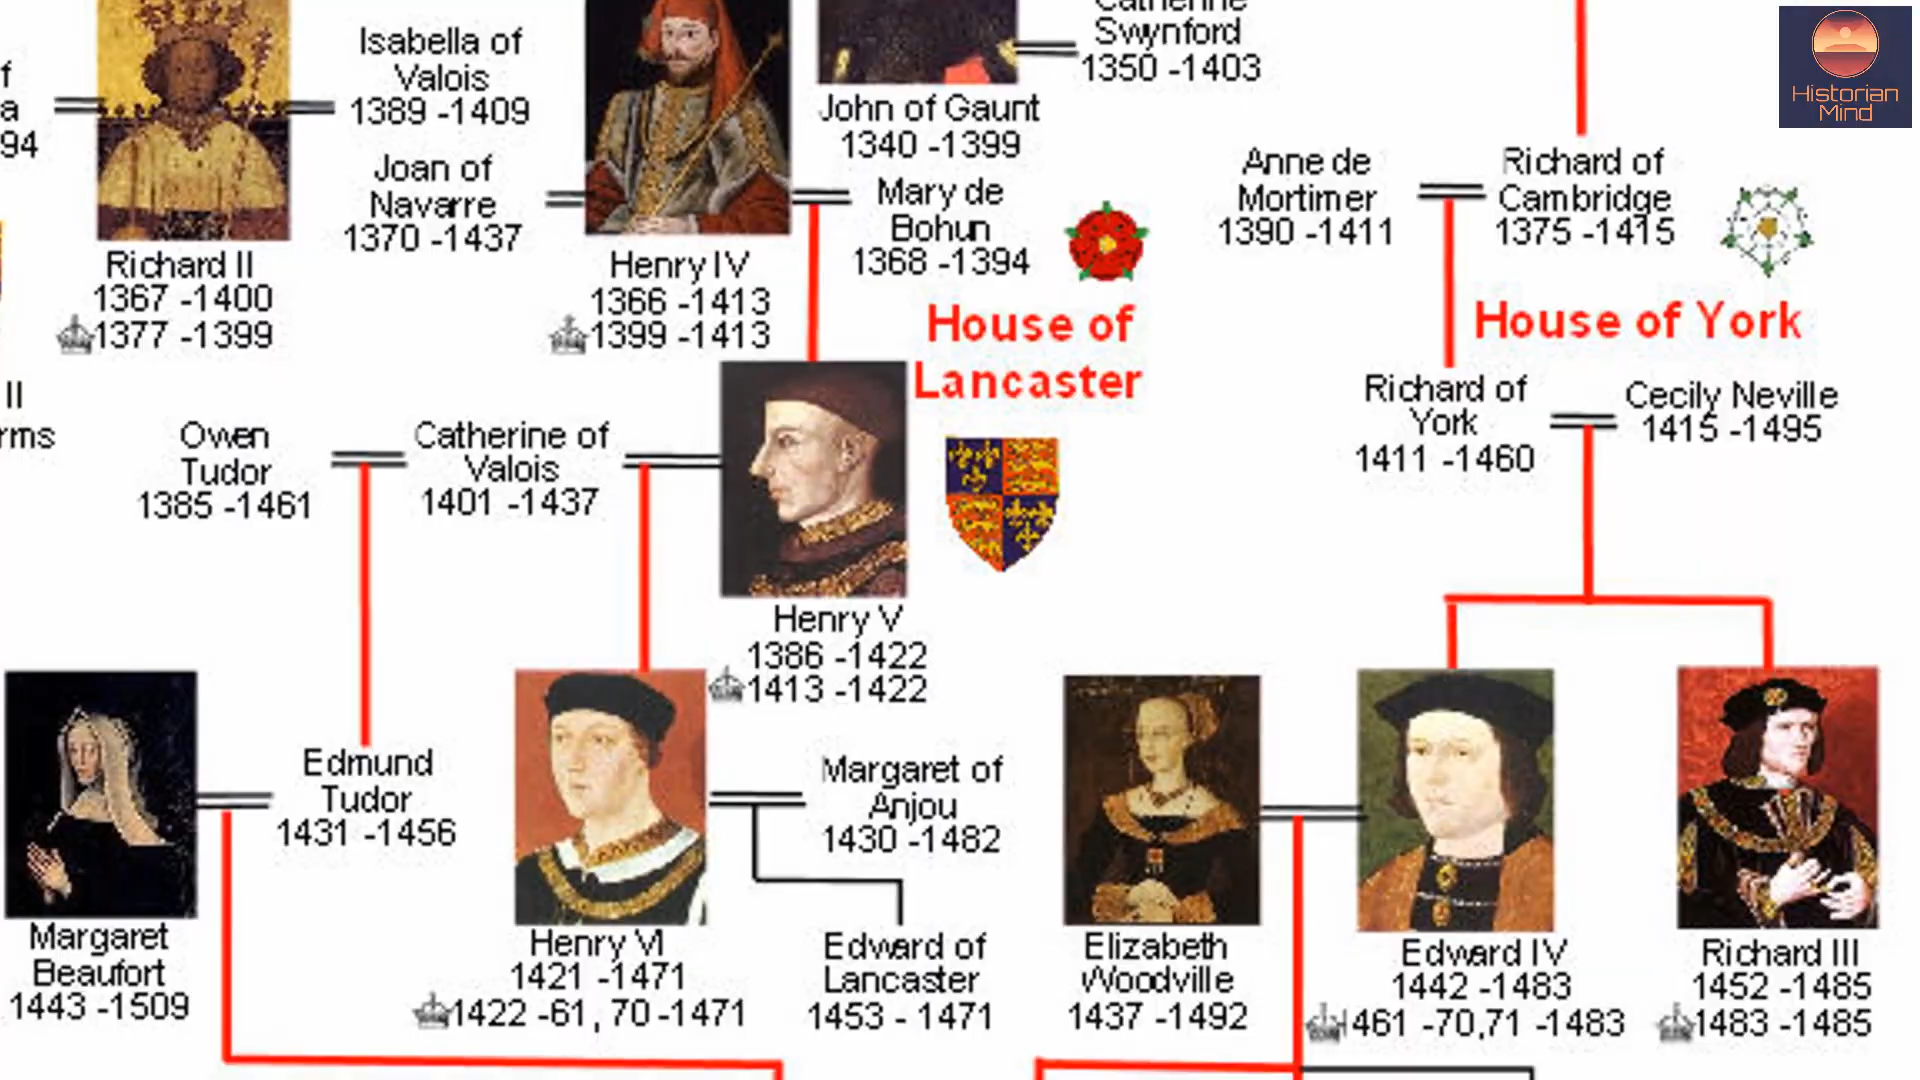 f
a
94
Isabella of
Valois
1389 -1409
Joan of
Navarre
1370 -1437
Richard II
1367 -1400
1377 -1399
Henry IV
1366 -1413
1399 -1413
John of Gaunt
1340 -1399
Swynford
1350 -1403
Mary de
Bohun
1368 -1394
House of
Lancaster
Anne de
Mortimer
1390 -1411
Richard of
Cambridge
1375 -1415
House of York
Historian
Mind
II
rms
Owen
Tudor
1385 -1461
Catherine of
Valois
1401 -1437
Henry V
1386 -1422
1413 -1422
Richard of
York
1411 -1460
Cecily Neville
1415 -1495
Margaret
Beaufort
1443 -1509
Edmund
Tudor
1431 -1456
Henry VI
1421 -1471
1422 -61, 70 -1471
Margaret of
Anjou
1430 -1482
Edward of
Lancaster
1453 - 1471
Elizabeth
Woodville
1437 -1492
Edward IV
1442 -1483
1461 -70,71 -1483
Richard III
1452 -1485
1483 -1485